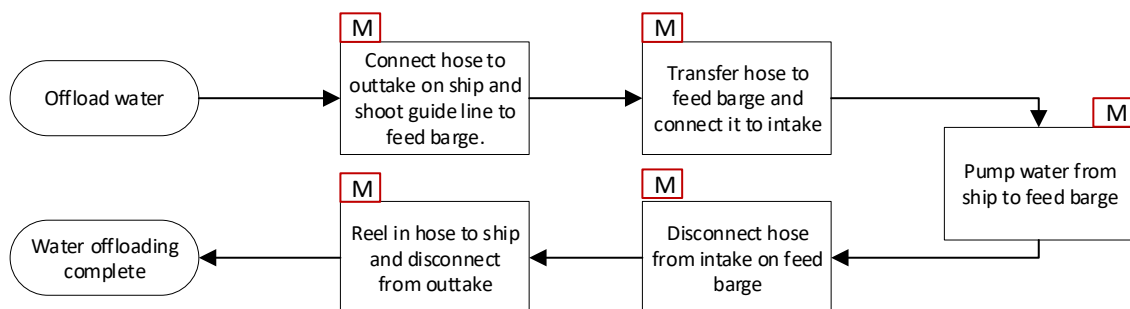 Offload water
M
Connect hose to
outtake on ship and
shoot guide line to
feed barge.
M
Transfer hose to
feed barge and
connect it to intake
M
Pump water from
ship to feed barge
M
Disconnect hose
from intake on feed
barge
M
Reel in hose to ship
and disconnect
from outtake
Water offloading
complete